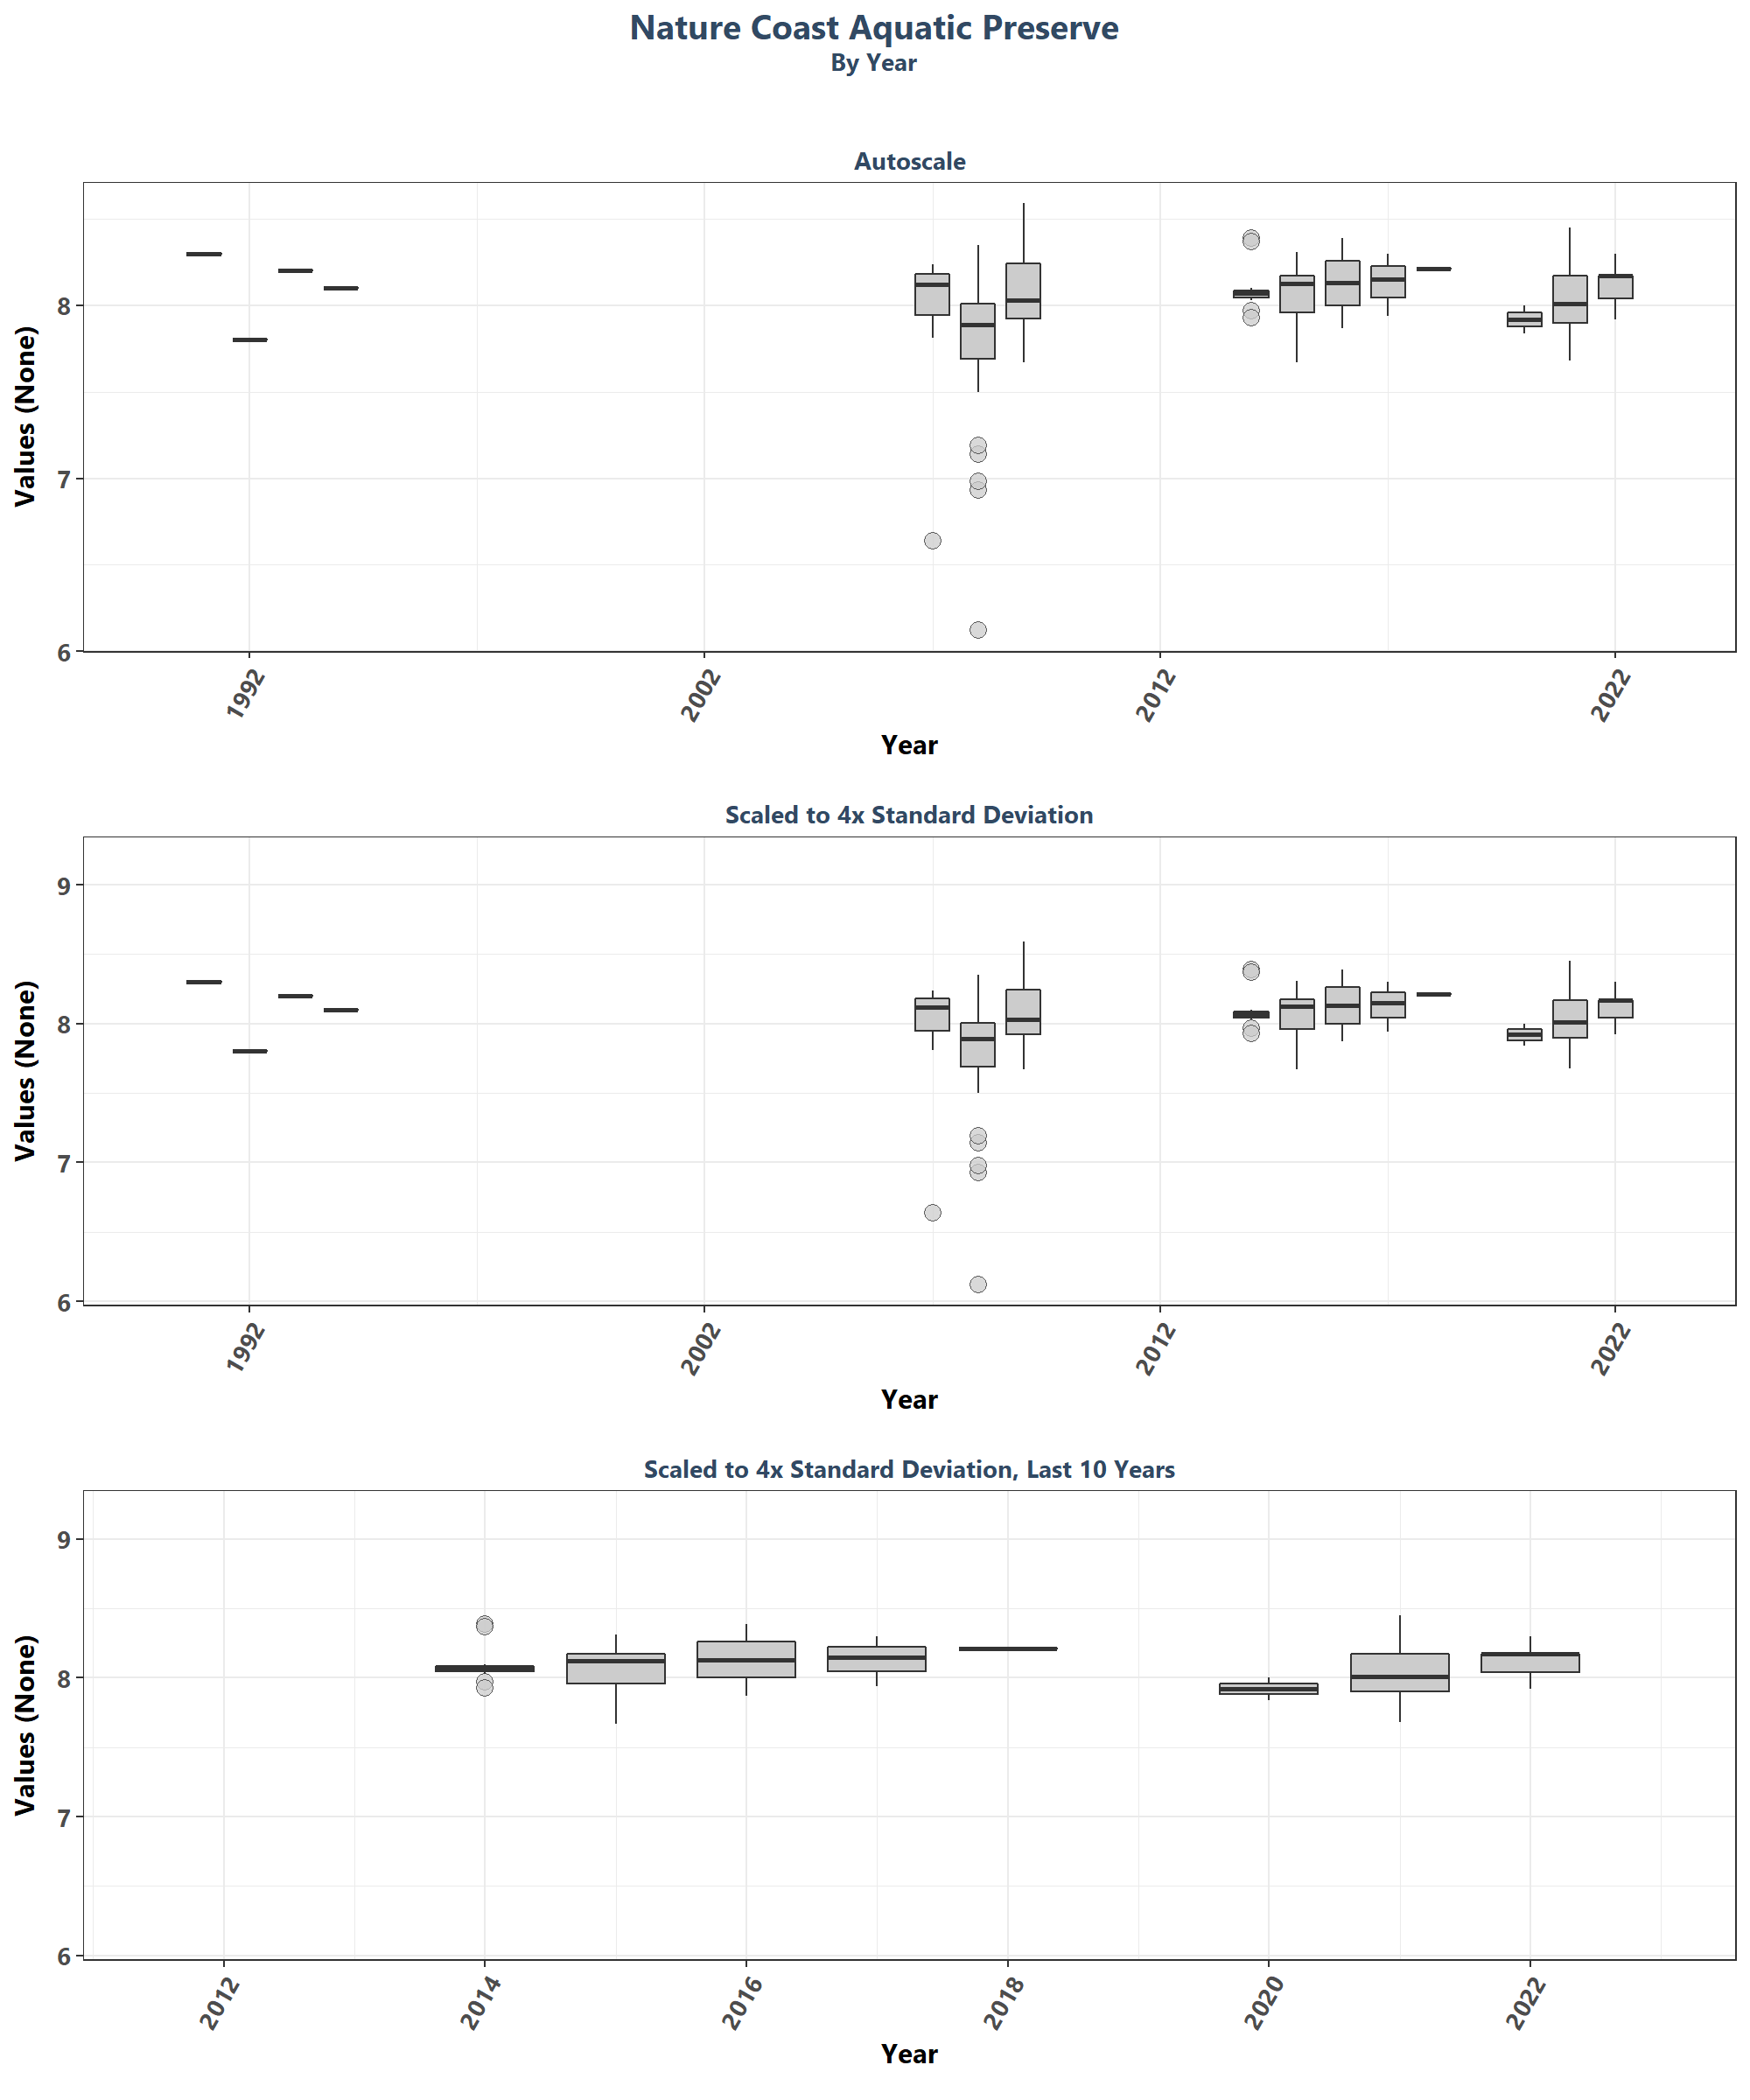 Nature Coast Aquatic Preserve
By Year
Autoscale
Values (None)
8
7
6
1992
2002
2012
2022
Year
Scaled to 4x Standard Deviation
Values (None)
9
8
7
6
1992
2002
2012
2022
Year
Scaled to 4x Standard Deviation, Last 10 Years
Values (None)
9
8
7
6
2012
2014
2016
2018
2020
2022
Year